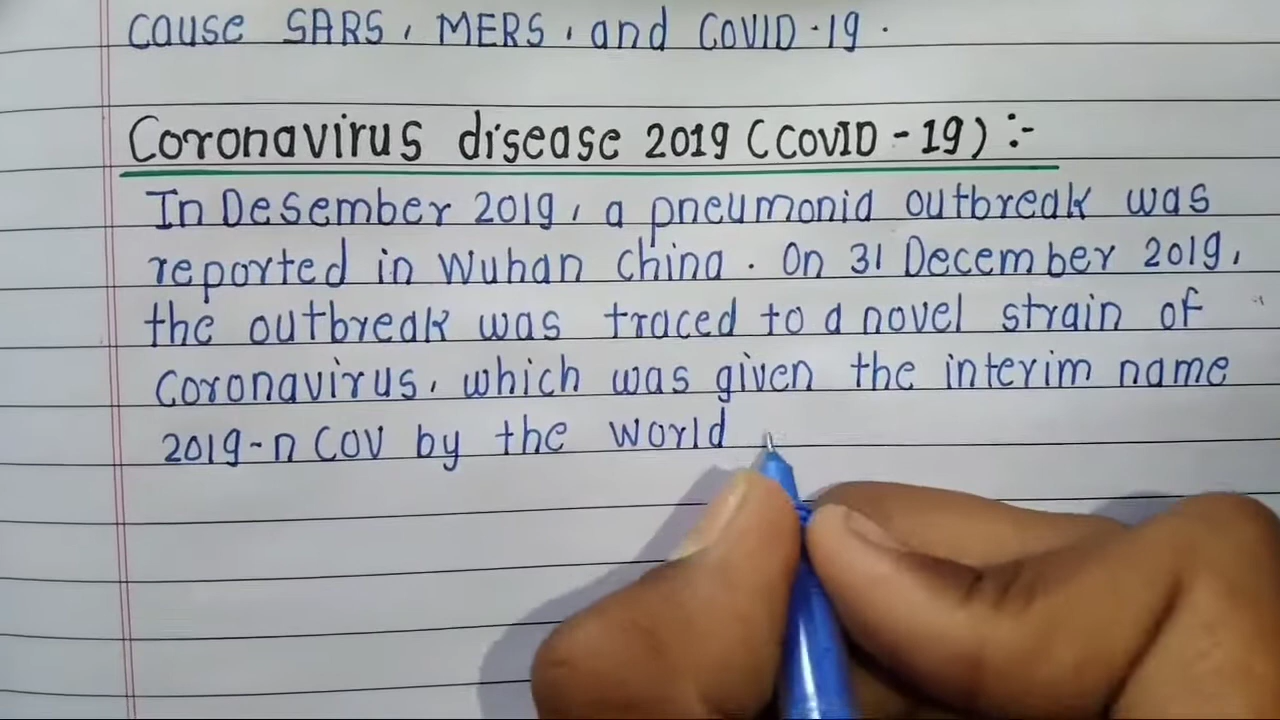 cause SARS, MERS, and COVID-19.
Coronavirus disease 2019 (COVID-19) :-
In Desember 2019, a pneumonia outbreak was
reported in Wuhan China. On 31 December 2019,
the outbreak was traced to a novel strain of
Coronavirus, which was given the interim name
2019-n COV by the World